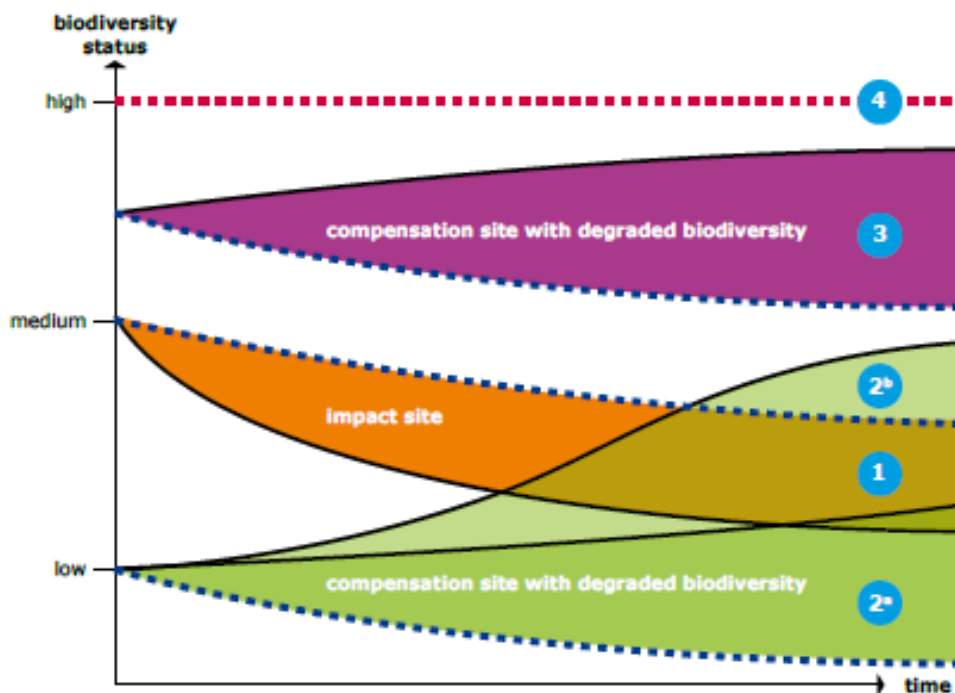 biodiversity
status
high
4
compensation site with degraded biodiversity
3
medium
2ᵇ
impact site
1
low
compensation site with degraded biodiversity
2ᵃ
time